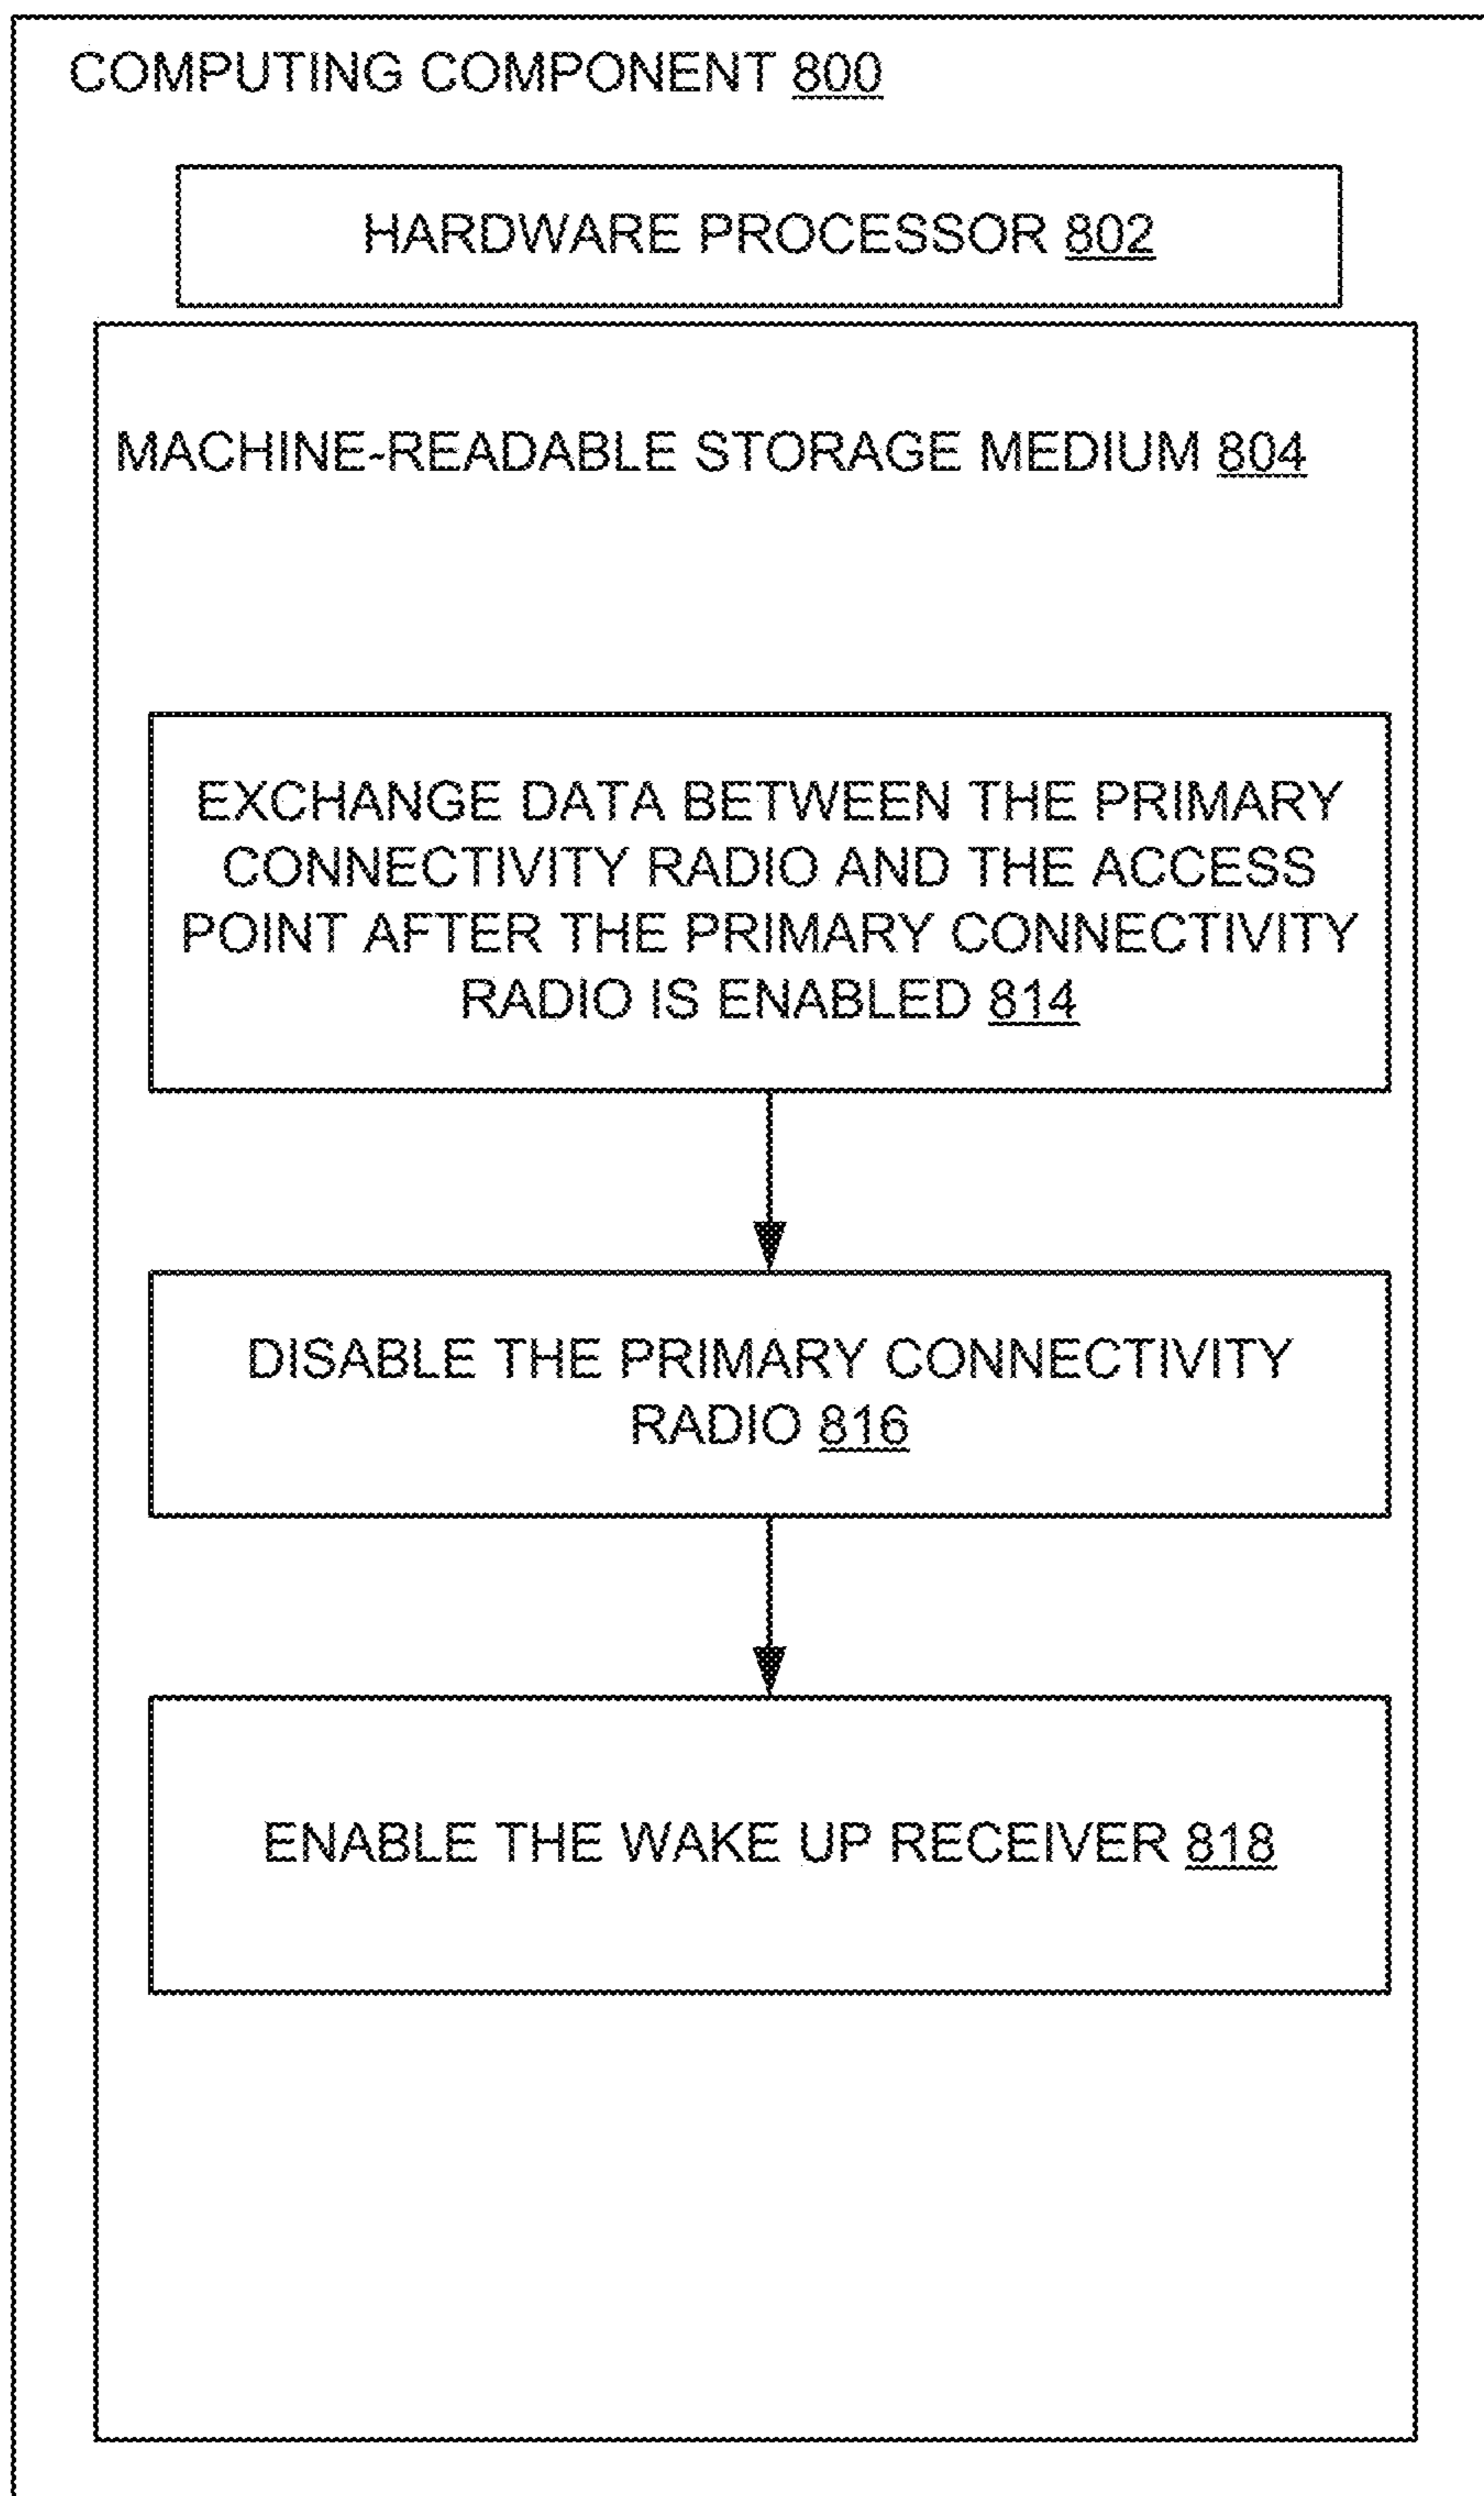 COMPUTING COMPONENT 800
HARDWARE PROCESSOR 802
MACHINE-READABLE STORAGE MEDIUM 804
EXCHANGE DATA BETWEEN THE PRIMARY
CONNECTIVITY RADIO AND THE ACCESS
POINT AFTER THE PRIMARY CONNECTIVITY
RADIO IS ENABLED 814
DISABLE THE PRIMARY CONNECTIVITY
RADIO 816
ENABLE THE WAKE UP RECEIVER 818